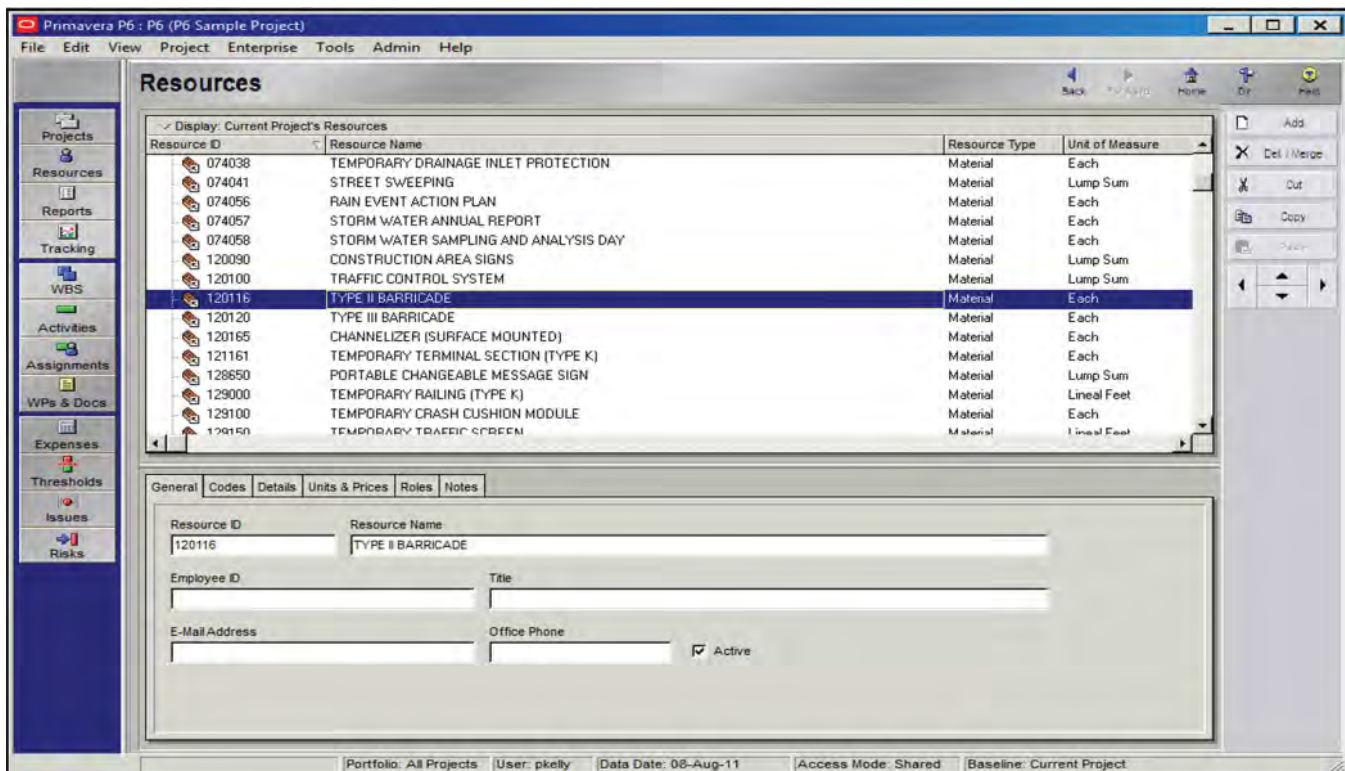 Primavera P6 : P6 (P6 Sample Project)
File Edit View Project Enterprise Tools Admin Help
Resources
Back
Home
Dir
Help
Projects
Resources
Reports
Tracking
WBS
Activities
Assignments
WPs & Docs
Expenses
Thresholds
Issues
Risks
Display: Current Project's Resources
Resource ID Resource Name Resource Type Unit of Measure
074038 TEMPORARY DRAINAGE INLET PROTECTION Material Each
074041 STREET SWEEPING Material Lump Sum
074056 RAIN EVENT ACTION PLAN Material Each
074057 STORM WATER ANNUAL REPORT Material Each
074058 STORM WATER SAMPLING AND ANALYSIS DAY Material Each
120090 CONSTRUCTION AREA SIGNS Material Lump Sum
120100 TRAFFIC CONTROL SYSTEM Material Lump Sum
120116 TYPE II BARRICADE Material Each
120120 TYPE III BARRICADE Material Each
120165 CHANNELIZER (SURFACE MOUNTED) Material Each
121161 TEMPORARY TERMINAL SECTION (TYPE K) Material Each
128650 PORTABLE CHANGEABLE MESSAGE SIGN Material Lump Sum
129000 TEMPORARY RAILING (TYPE K) Material Lineal Feet
129100 TEMPORARY CRASH CUSHION MODULE Material Each
129150 TEMPORARY TRAFFIC SCREEN Material Lineal Feet
Add
Del / Merge
Cut
Copy
General Codes Details Units & Prices Roles Notes
Resource ID Resource Name
120116 TYPE II BARRICADE
Employee ID Title
E-Mail Address Office Phone
Active
Portfolio: All Projects User: pkelly Data Date: 08-Aug-11 Access Mode: Shared Baseline: Current Project